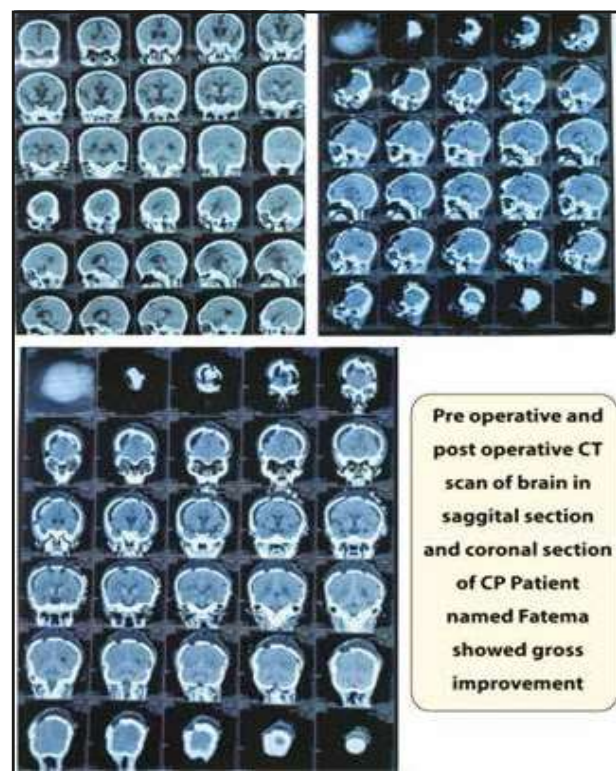 Pre operative and
post operative CT
scan of brain in
saggital section
and coronal section
of CP Patient
named Fatema
showed gross
improvement